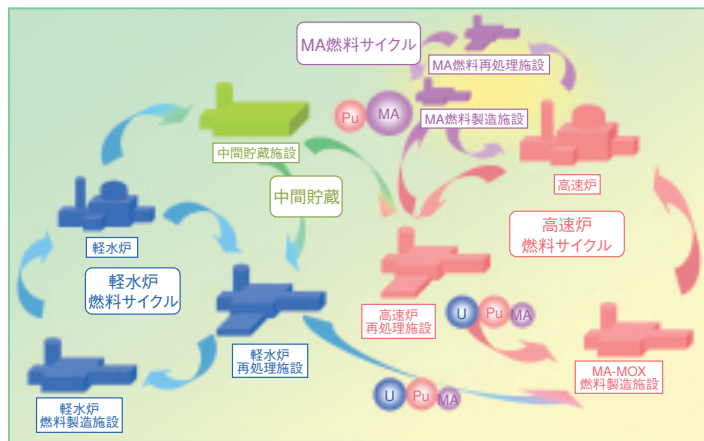 MA燃料サイクル
MA燃料再処理施設
Pu
MA
MA燃料製造施設
中間貯蔵施設
高速炉
中間貯蔵
軽水炉
高速炉
燃料サイクル
軽水炉
燃料サイクル
高速炉
再処理施設
U
Pu
MA
軽水炉
再処理施設
MA-MOX
燃料製造施設
U
Pu
MA
軽水炉
燃料製造施設